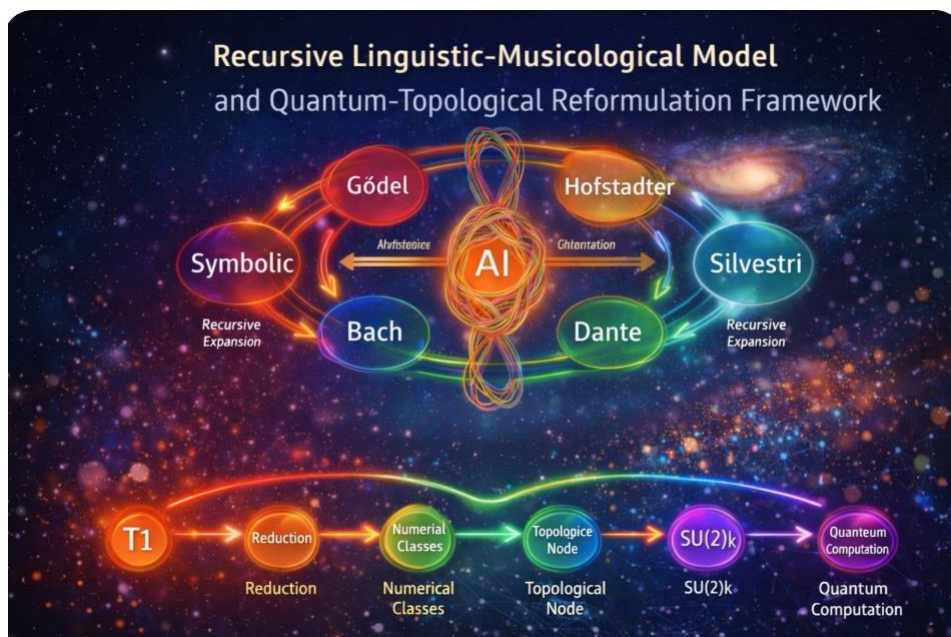 Recursive Linguistic-Musicological Model
and Quantum-Topological Reformulation Framework
Gődel
Hofstadter
Symbolic
AI
Silvestri
Bach
Dante
Recursive
Expansion
Recursive
Expansion
T1
Reduction
Numerial
Classes
Topologice
Node
SU(2)k
Quanteum
Computation
Reduction
Numerical
Classes
Topological
Node
SU(2)k
Quantum
Computation